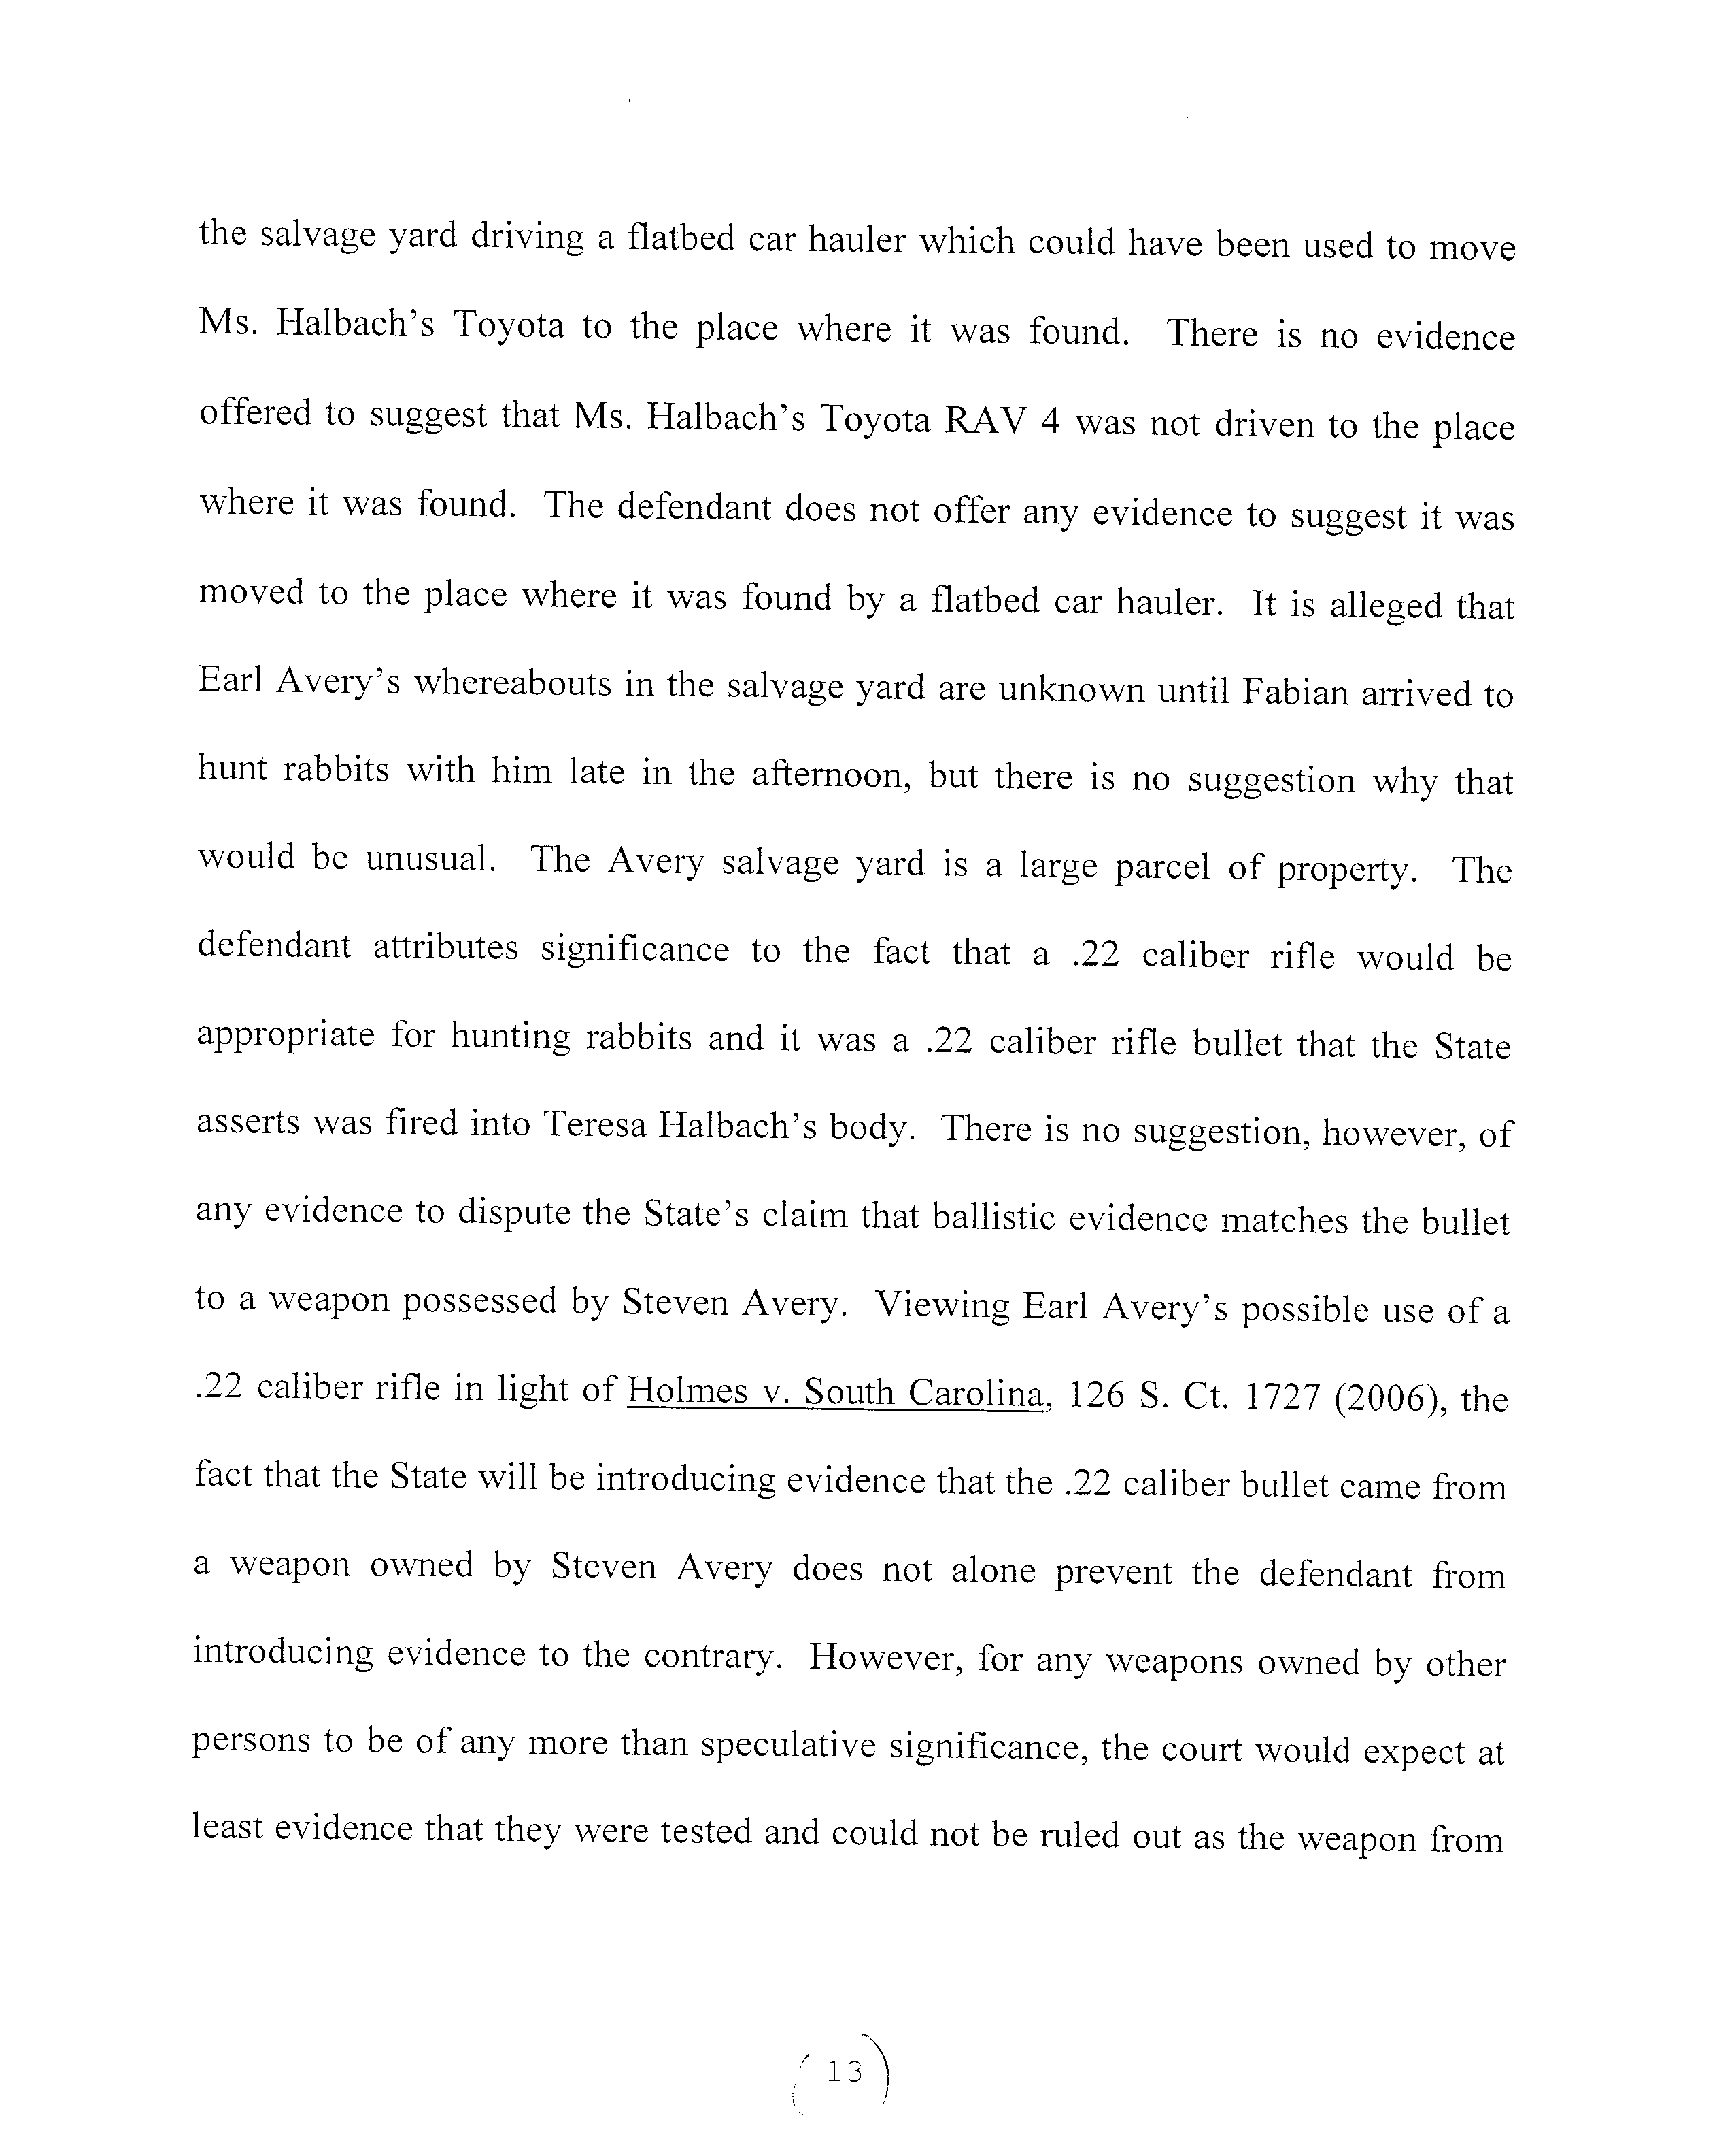 the salvage yard driving a flatbed car hauler which could have been used to move
Ms. Halbach's Toyota to the place where it was found. There is no evidence
offered to suggest that Ms. Halbach's Toyota RAV 4 was not driven to the place
where it was found. The defendant does not offer any evidence to suggest it was
moved to the place where it was found by a flatbed car hauler. It is alleged that
Earl Avery's whereabouts in the salvage yard are unknown until Fabian arrived to
hunt rabbits with him late in the afternoon, but there is no suggestion why that
would be unusual. The Avery salvage yard is a large parcel of property. The
defendant attributes significance to the fact that a .22 caliber rifle would be
appropriate for hunting rabbits and it was a .22 caliber rifle bullet that the State
asserts was fired into Teresa Halbach's body. There is no suggestion, however, of
any evidence to dispute the State's claim that ballistic evidence matches the bullet
to a weapon possessed by Steven Avery. Viewing Earl Avery's possible use of a
.22 caliber rifle in light of Holmes v. South Carolina, 126 S. Ct. 1727 (2006), the
fact that the State will be introducing evidence that the .22 caliber bullet came from
a weapon owned by Steven Avery does not alone prevent the defendant from
introducing evidence to the contrary. However, for any weapons owned by other
persons to be of any more than speculative significance, the court would expect at
least evidence that they were tested and could not be ruled out as the weapon from
(13)